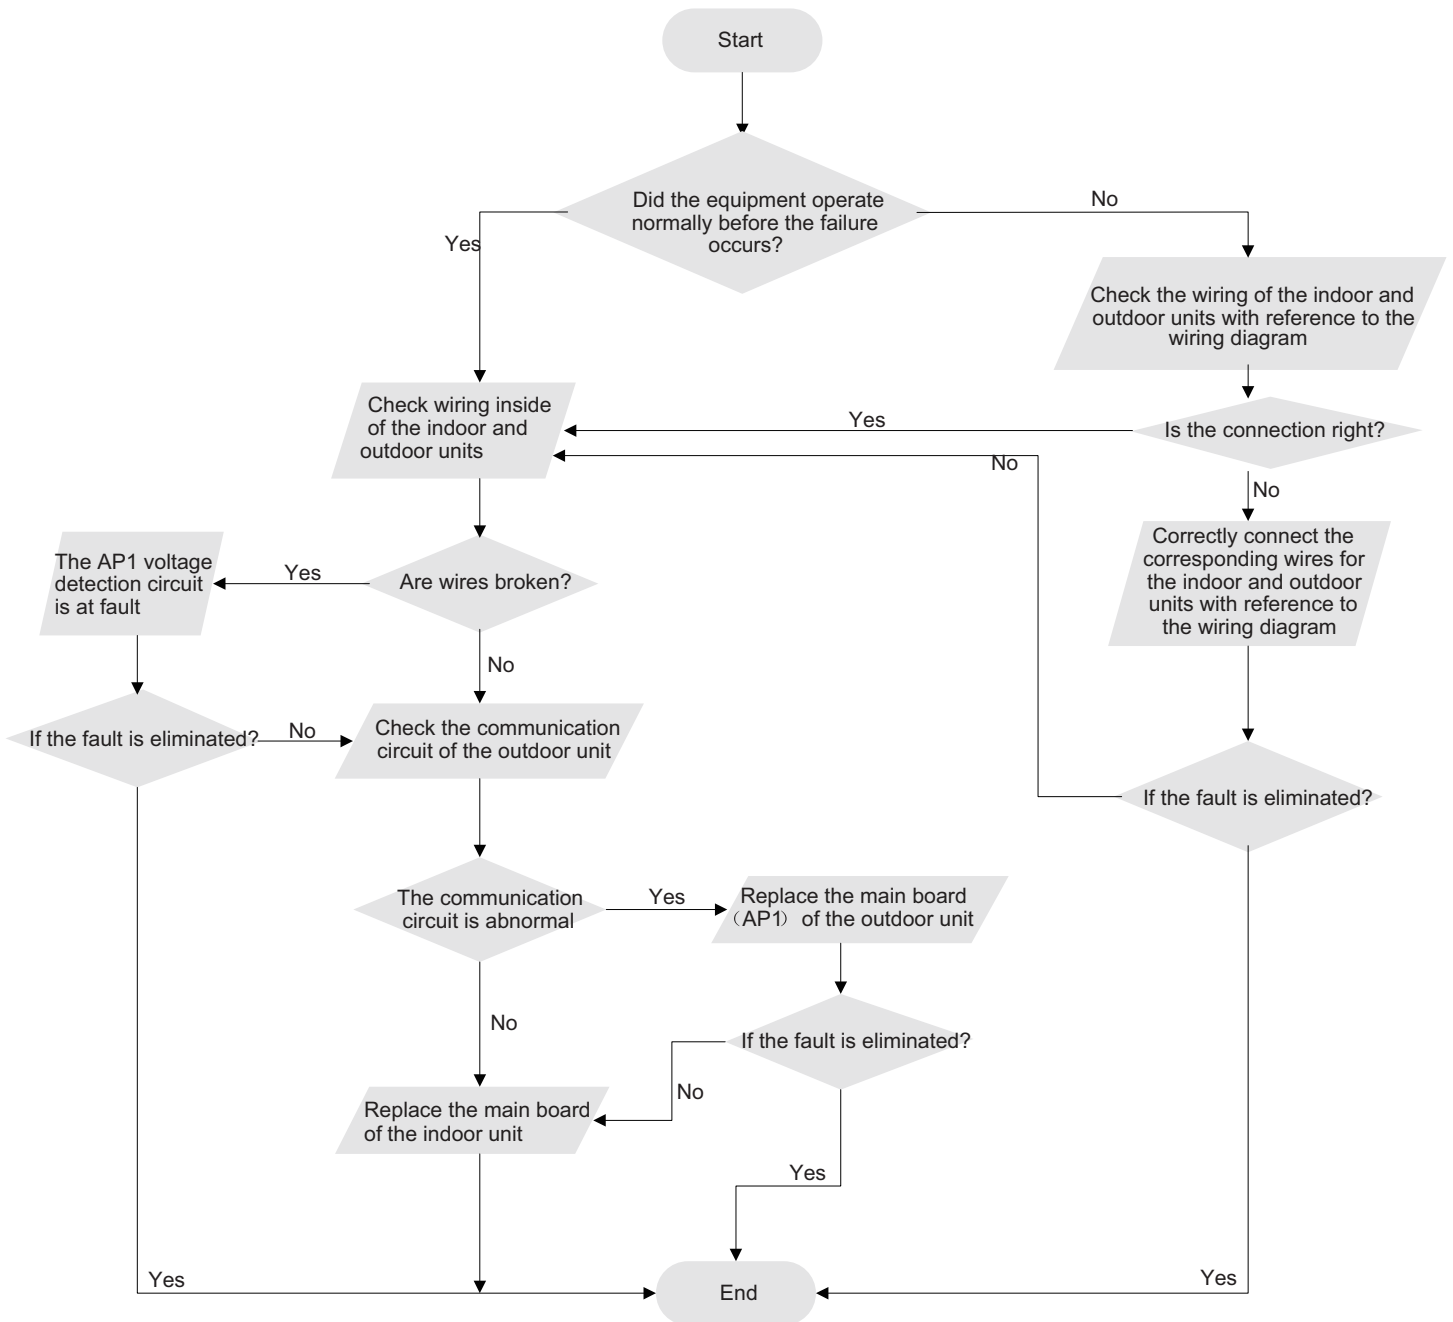 Start
Did the equipment operate
normally before the failure
occurs?
No
Yes
Check the wiring of the indoor and
outdoor units with reference to the
wiring diagram
Check wiring inside
of the indoor and
outdoor units
Yes
Is the connection right?
No
No
Correctly connect the
corresponding wires for
the indoor and outdoor
units with reference to
the wiring diagram
The AP1 voltage
detection circuit
is at fault
Yes
Are wires broken?
No
If the fault is eliminated?
No
Check the communication
circuit of the outdoor unit
If the fault is eliminated?
The communication
circuit is abnormal
Yes
Replace the main board
（AP1） of the outdoor unit
No
If the fault is eliminated?
No
Replace the main board
of the indoor unit
Yes
Yes
End
Yes